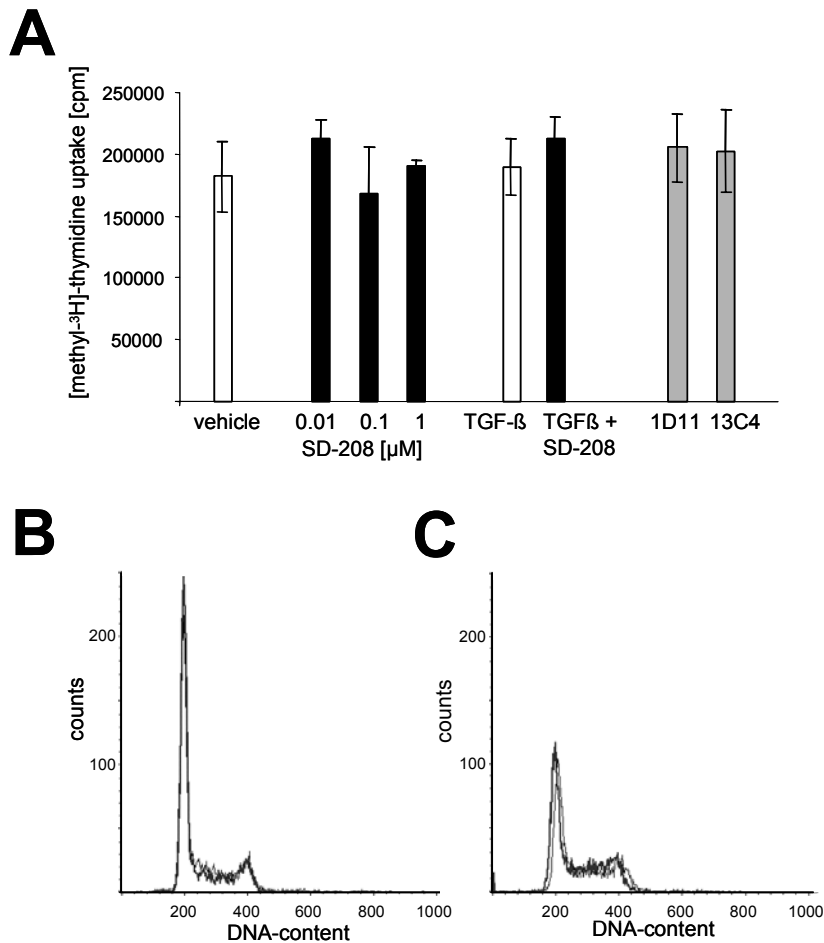 A
[methyl-³H]-thymidine uptake [cpm]
250000
200000
150000
100000
50000
vehicle
0.01 0.1 1
SD-208 [µM]
TGF-ß
TGFß +
SD-208
1D11 13C4
B
counts
200
100
200 400 600 800 1000
DNA-content
C
counts
200
100
200 400 600 800 1000
DNA-content